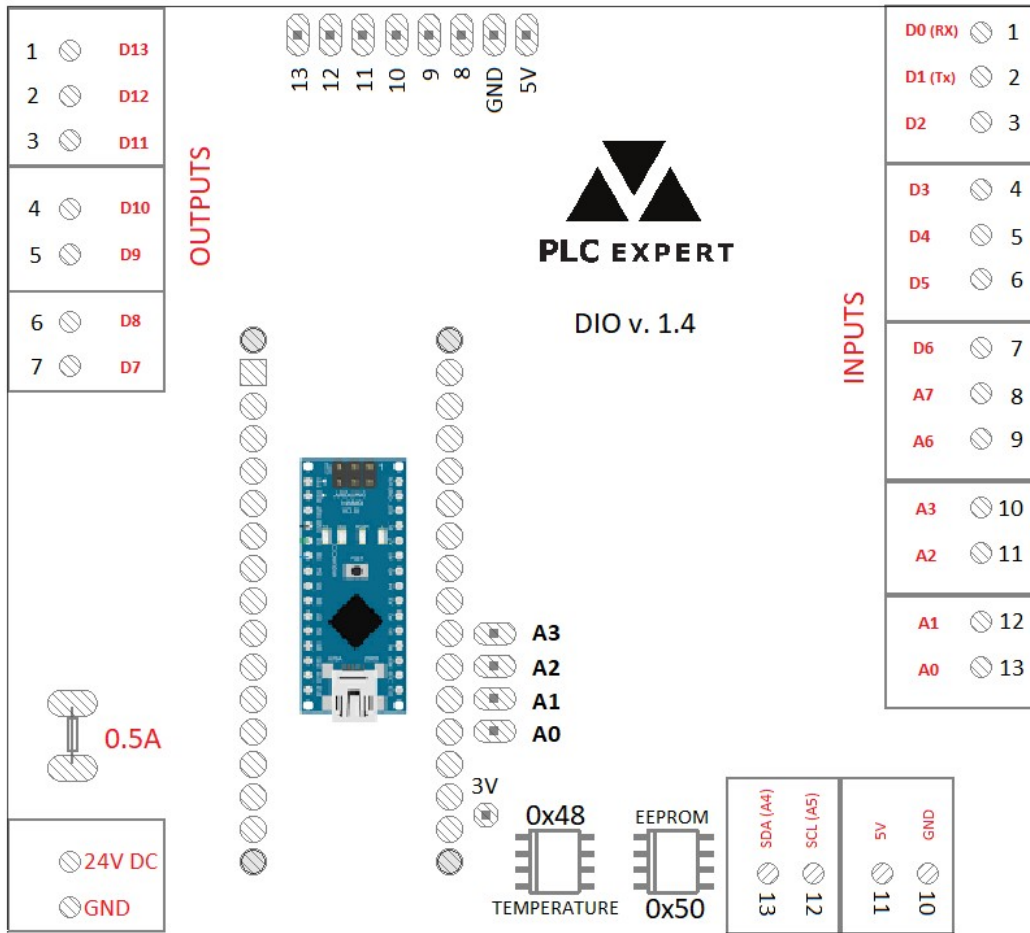 1 D13
2 D12
3 D11
4 D10
5 D9
6 D8
7 D7
OUTPUTS
13 12 11 10 9 8 GND 5V
PLC EXPERT
DIO v. 1.4
INPUTS
D0 (RX) 1
D1 (Tx) 2
D2 3
D3 4
D4 5
D5 6
D6 7
A7 8
A6 9
A3 10
A2 11
A1 12
A0 13
A3
A2
A1
A0
0.5A
3V
24V DC
GND
0x48
TEMPERATURE
EEPROM
0x50
SDA (A4) SCL (A5) 5V GND
13 12 11 10